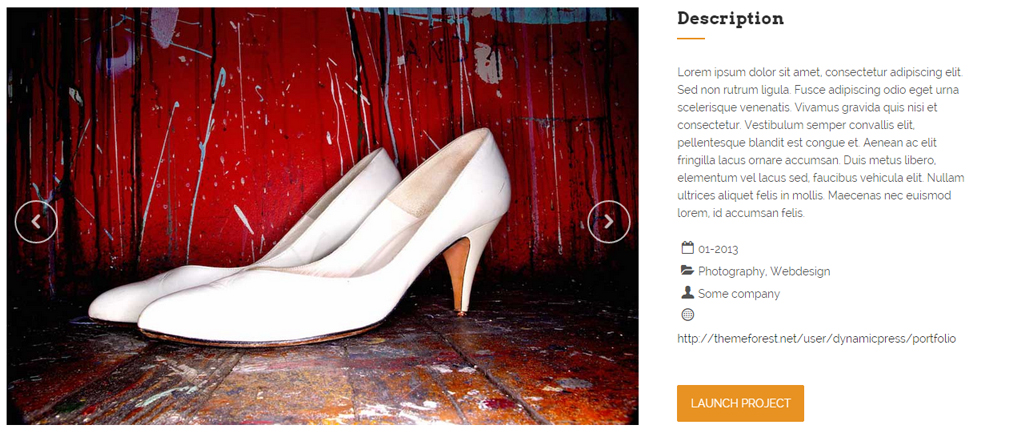 Description
Lorem ipsum dolor sit amet, consectetur adipiscing elit.
Sed non rutrum ligula. Fusce adipiscing odio eget urna
scelerisque venenatis. Vivamus gravida quis nisi et
consectetur. Vestibulum semper convallis elit,
pellentesque blandit est congue et. Aenean ac elit
fringilla lacus ornare accumsan. Duis metus libero,
elementum vel lacus sed, faucibus vehicula elit. Nullam
ultrices aliquet felis in mollis. Maecenas nec euismod
lorem, id accumsan felis.
01-2013
Photography, Webdesign
Some company
http://themeforest.net/user/dynamicpress/portfolio
LAUNCH PROJECT